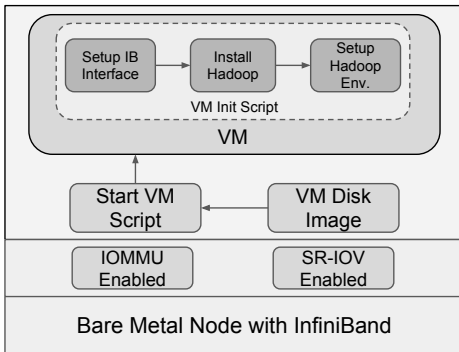 Setup IB
Interface
Install
Hadoop
Setup
Hadoop
Env.
VM Init Script
VM
Start VM
Script
VM Disk
Image
IOMMU
Enabled
SR-IOV
Enabled
Bare Metal Node with InfiniBand